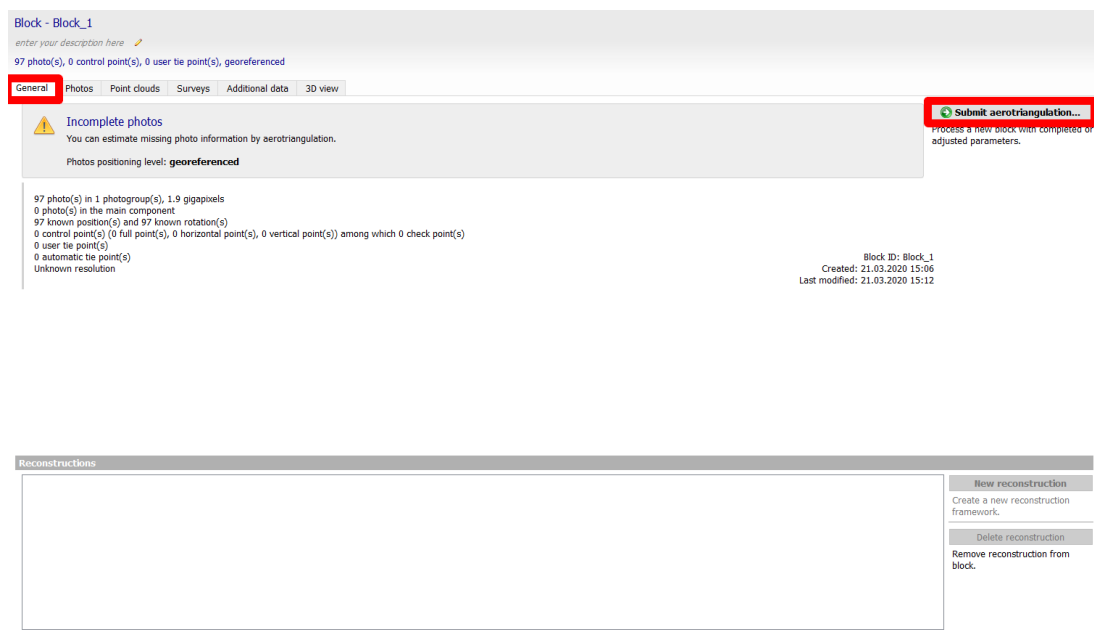 Block - Block_1
enter your description here
97 photo(s), 0 control point(s), 0 user tie point(s), georeferenced
General Photos Point clouds Surveys Additional data 3D view
Incomplete photos
You can estimate missing photo information by aerotriangulation.
Photos positioning level: georeferenced
Submit aerotriangulation...
Process a new block with completed or
adjusted parameters.
97 photo(s) in 1 photogroup(s), 1.9 gigapixels
0 photo(s) in the main component
97 known position(s) and 97 known rotation(s)
0 control point(s) (0 full point(s), 0 horizontal point(s), 0 vertical point(s)) among which 0 check point(s)
0 user tie point(s)
0 automatic tie point(s)
Unknown resolution
Block ID: Block_1
Created: 21.03.2020 15:06
Last modified: 21.03.2020 15:12
Reconstructions
New reconstruction
Create a new reconstruction
framework.
Delete reconstruction
Remove reconstruction from
block.